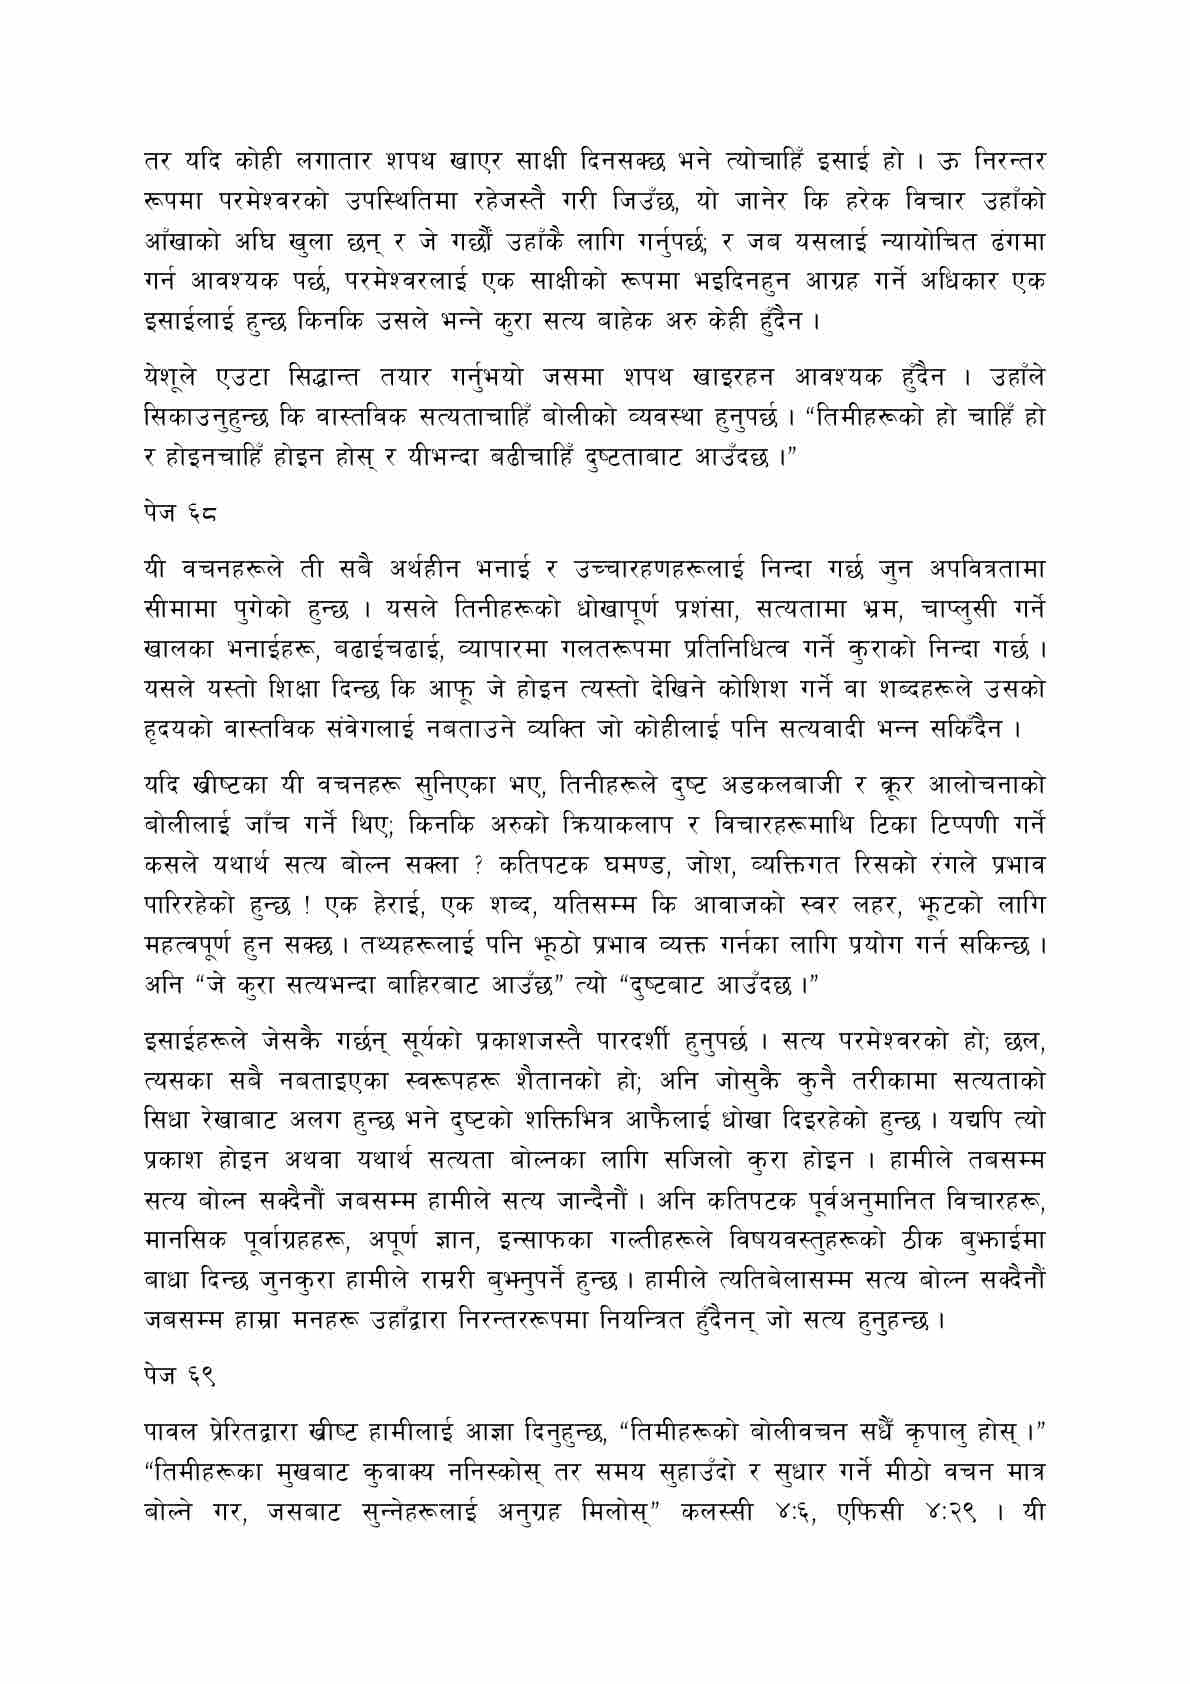 तर यदि कोही लगातार शपथ खाएर साक्षी दिनसक्छ भने त्योचाहिँ इसाई हो । ऊ निरन्तर
रूपमा परमेश्वरको उपस्थितिमा रहेजस्तै गरी जिउँछ, यो जानेर कि हरेक विचार उहाँको
आँखाको अघि खुला छन् र जे गर्छौं उहाँकै लागि गर्नुपर्छ; र जब यसलाई न्यायोचित ढंगमा
गर्न आवश्यक पर्छ, परमेश्वरलाई एक साक्षीको रूपमा भइदिनहुन आग्रह गर्ने अधिकार एक
इसाईलाई हुन्छ किनकि उसले भन्ने कुरा सत्य बाहेक अरु केही हुँदैन ।
येशूले एउटा सिद्धान्त तयार गर्नुभयो जसमा शपथ खाइरहन आवश्यक हुँदैन । उहाँले
सिकाउनुहुन्छ कि वास्तविक सत्यताचाहिँ बोलीको व्यवस्था हुनुपर्छ । “तिमीहरूको हो चाहिँ हो
र होइनचाहिँ होइन होस् र यीभन्दा बढीचाहिँ दुष्टताबाट आउँदछ ।”
पेज ६८
यी वचनहरूले ती सबै अर्थहीन भनाई र उच्चारहणहरूलाई निन्दा गर्छ जुन अपवित्रतामा
सीमामा पुगेको हुन्छ । यसले तिनीहरूको धोखापूर्ण प्रशंसा, सत्यतामा भ्रम, चाप्लुसी गर्ने
खालका भनाईहरू, बढाईचढाई, व्यापारमा गलतरूपमा प्रतिनिधित्व गर्ने कुराको निन्दा गर्छ ।
यसले यस्तो शिक्षा दिन्छ कि आफू जे होइन त्यस्तो देखिने कोशिश गर्ने वा शब्दहरूले उसको
हृदयको वास्तविक संवेगलाई नबताउने व्यक्ति जो कोहीलाई पनि सत्यवादी भन्न सकिँदैन ।
यदि ख्रीष्टका यी वचनहरू सुनिएका भए, तिनीहरूले दुष्ट अडकलबाजी र क्रूर आलोचनाको
बोलीलाई जाँच गर्ने थिए; किनकि अरुको क्रियाकलाप र विचारहरूमाथि टिका टिप्पणी गर्ने
कसले यथार्थ सत्य बोल्न सक्ला ? कतिपटक घमण्ड, जोश, व्यक्तिगत रिसको रंगले प्रभाव
पारिरहेको हुन्छ ! एक हेराई, एक शब्द, यतिसम्म कि आवाजको स्वर लहर, झूटको लागि
महत्वपूर्ण हुन सक्छ । तथ्यहरूलाई पनि झूठो प्रभाव व्यक्त गर्नका लागि प्रयोग गर्न सकिन्छ ।
अनि “जे कुरा सत्यभन्दा बाहिरबाट आउँछ” त्यो “दुष्टबाट आउँदछ ।”
इसाईहरूले जेसकै गर्छन् सूर्यको प्रकाशजस्तै पारदर्शी हुनुपर्छ । सत्य परमेश्वरको हो; छल,
त्यसका सबै नबताइएका स्वरूपहरू शैतानको हो; अनि जोसुकै कुनै तरीकामा सत्यताको
सिधा रेखाबाट अलग हुन्छ भने दुष्टको शक्तिभित्र आफैलाई धोखा दिइरहेको हुन्छ । यद्यपि त्यो
प्रकाश होइन अथवा यथार्थ सत्यता बोल्नका लागि सजिलो कुरा होइन । हामीले तबसम्म
सत्य बोल्न सक्दैनौं जबसम्म हामीले सत्य जान्दैनौं । अनि कतिपटक पूर्वअनुमानित विचारहरू,
मानसिक पूर्वाग्रहहरू, अपूर्ण ज्ञान, इन्साफका गल्तीहरूले विषयवस्तुहरूको ठीक बुझाईमा
बाधा दिन्छ जुनकुरा हामीले राम्ररी बुझ्नुपर्ने हुन्छ । हामीले त्यतिबेलासम्म सत्य बोल्न सक्दैनौं
जबसम्म हाम्रा मनहरू उहाँद्वारा निरन्तररूपमा नियन्त्रित हुँदैनन् जो सत्य हुनुहन्छ ।
पेज ६९
पावल प्रेरितद्वारा ख्रीष्ट हामीलाई आज्ञा दिनुहुन्छ, “तिमीहरूको बोलीवचन सधैँ कृपालु होस् ।”
“तिमीहरूका मुखबाट कुवाक्य ननिस्कोस् तर समय सुहाउँदो र सुधार गर्ने मीठो वचन मात्र
बोल्ने गर, जसबाट सुन्नेहरूलाई अनुग्रह मिलोस्” कलस्सी ४:६, एफिसी ४:२९ । यी